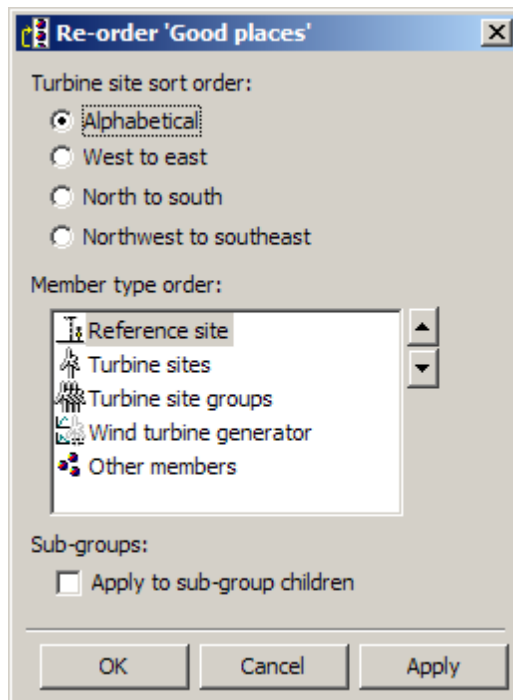 Re-order 'Good places'
Turbine site sort order:
Alphabetical
West to east
North to south
Northwest to southeast
Member type order:
Reference site
Turbine sites
Turbine site groups
Wind turbine generator
Other members
Sub-groups:
Apply to sub-group children
OK Cancel Apply